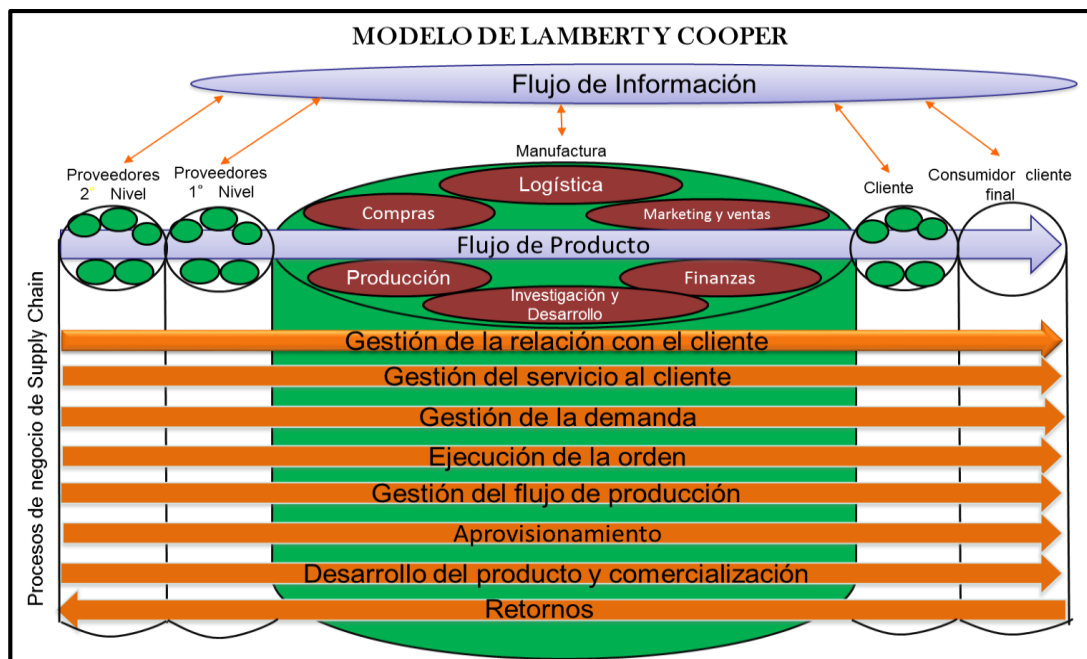 MODELO DE LAMBERT Y COOPER
Flujo de Información
Manufactura
Proveedores
2° Nivel
Proveedores
1° Nivel
Logística
Compras
Marketing y ventas
Cliente
Consumidor cliente
final
Flujo de Producto
Producción
Finanzas
Investigación y
Desarrollo
Procesos de negocio de Supply Chain
Gestión de la relación con el cliente
Gestión del servicio al cliente
Gestión de la demanda
Ejecución de la orden
Gestión del flujo de producción
Aprovisionamiento
Desarrollo del producto y comercialización
Retornos